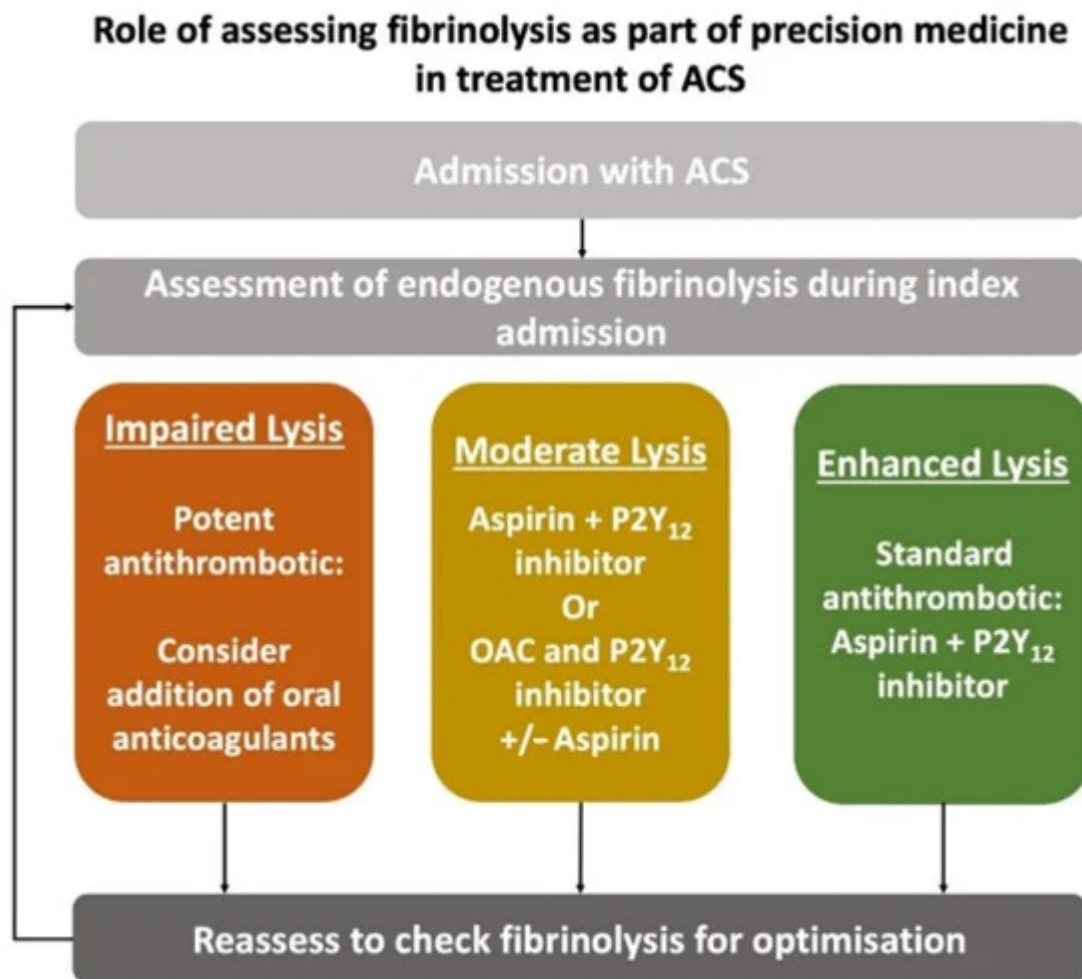 Role of assessing fibrinolysis as part of precision medicine
in treatment of ACS
Admission with ACS
Assessment of endogenous fibrinolysis during index
admission
Impaired Lysis
Potent
antithrombotic:
Consider
addition of oral
anticoagulants
Moderate Lysis
Aspirin + P2Y₁₂
inhibitor
Or
OAC and P2Y₁₂
inhibitor
+/− Aspirin
Enhanced Lysis
Standard
antithrombotic:
Aspirin + P2Y₁₂
inhibitor
Reassess to check fibrinolysis for optimisation